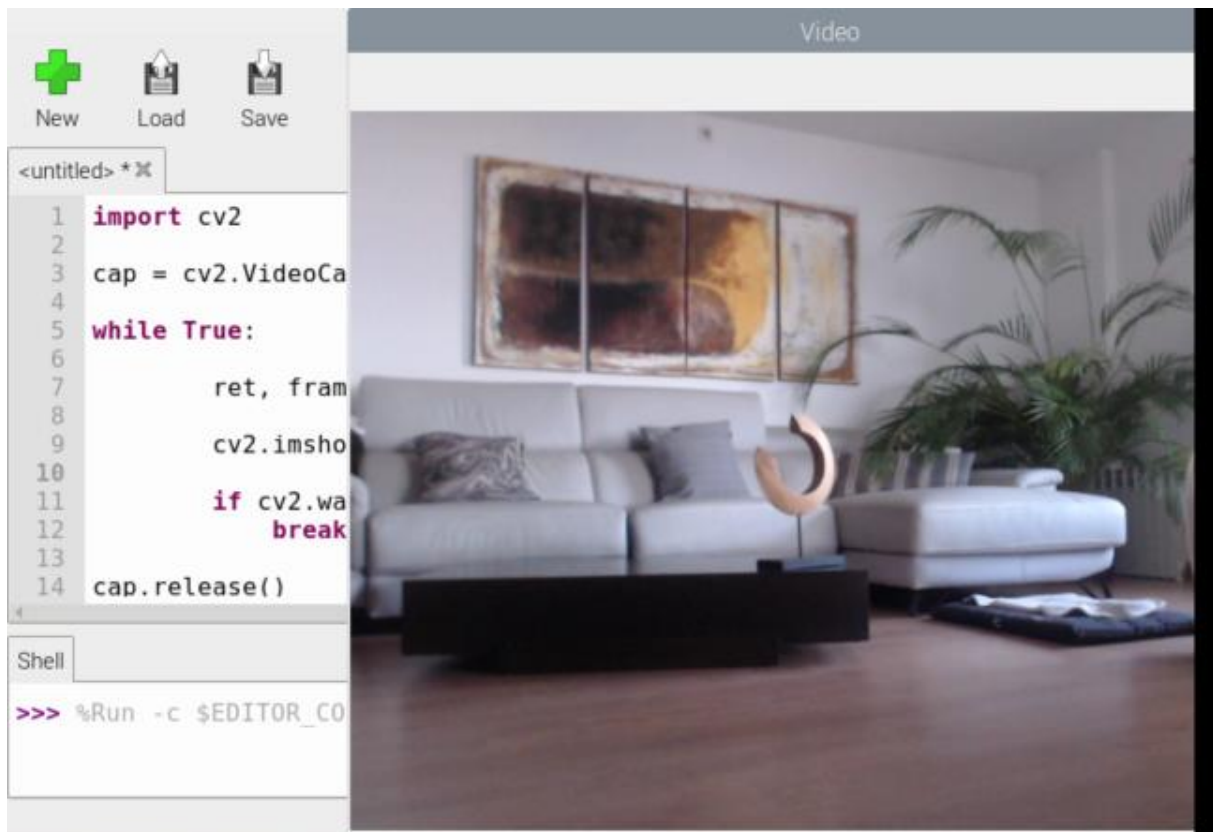 Video
New Load Save
<untitled> *
1 import cv2
2
3 cap = cv2.VideoCa
4
5 while True:
6
7 ret, fram
8
9 cv2.imsho
10
11 if cv2.wa
12 break
13
14 cap.release()
Shell
>>> %Run -c $EDITOR_CO